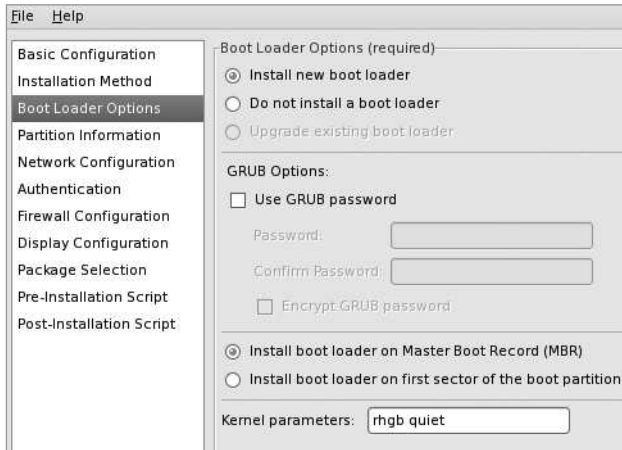 File Help
Basic Configuration
Installation Method
Boot Loader Options
Partition Information
Network Configuration
Authentication
Firewall Configuration
Display Configuration
Package Selection
Pre-Installation Script
Post-Installation Script
Boot Loader Options (required)
Install new boot loader
Do not install a boot loader
Upgrade existing boot loader
GRUB Options:
Use GRUB password
Password:
Confirm Password:
Encrypt GRUB password
Install boot loader on Master Boot Record (MBR)
Install boot loader on first sector of the boot partition
Kernel parameters: rhgb quiet